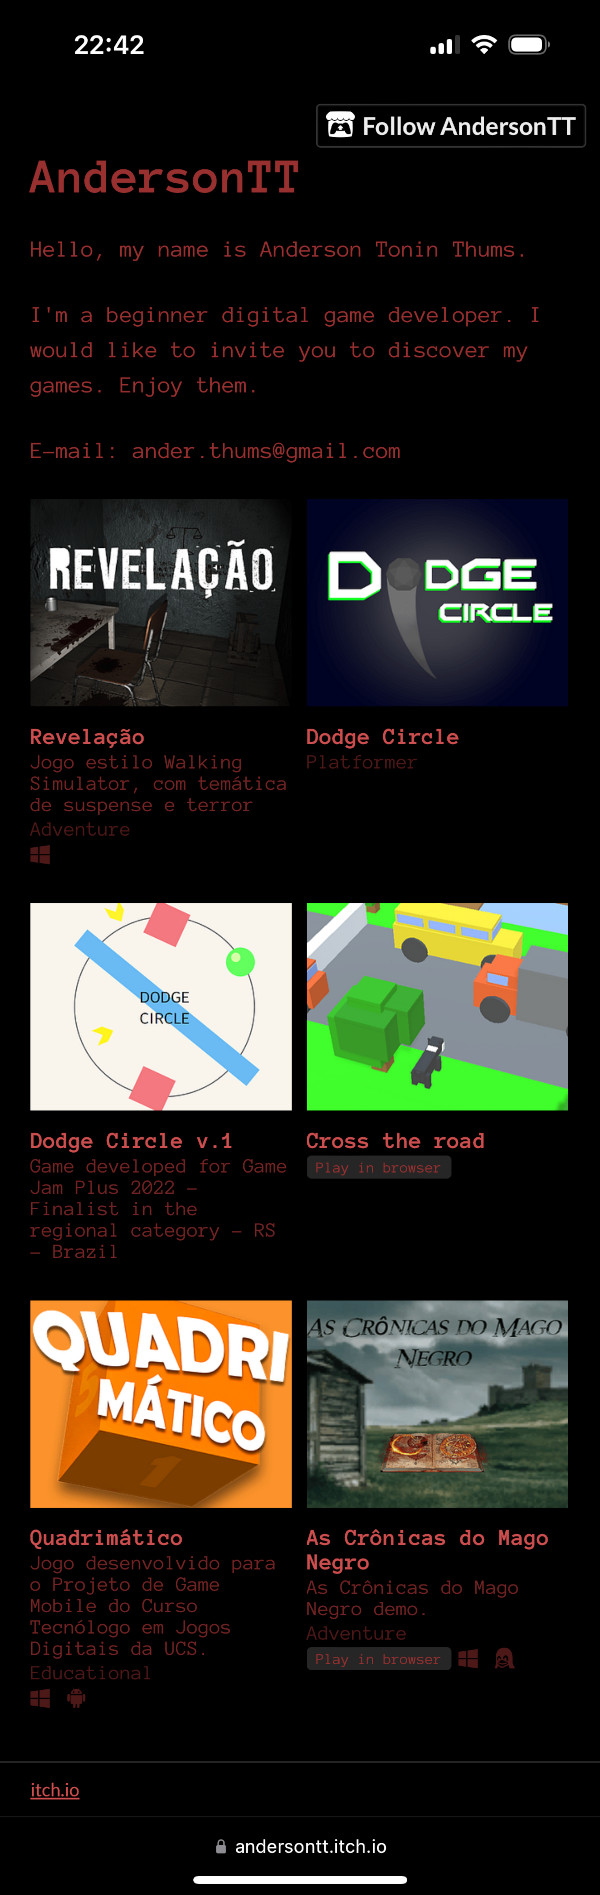 22:42
Follow AndersonTT
AndersonTT
Hello, my name is Anderson Tonin Thums.
I'm a beginner digital game developer. I
would like to invite you to discover my
games. Enjoy them.
E-mail: ander.thums@gmail.com
REVELAÇÃO
DODGE
CIRCLE
Revelação
Jogo estilo Walking
Simulator, com temática
de suspense e terror
Adventure
Dodge Circle
Platformer
DODGE
CIRCLE
Dodge Circle v.1
Game developed for Game
Jam Plus 2022 -
Finalist in the
regional category - RS
- Brazil
Cross the road
Play in browser
QUADRI
MÁTICO
1
5
AS CRÔNICAS DO MAGO
NEGRO
Quadrimático
Jogo desenvolvido para
o Projeto de Game
Mobile do Curso
Tecnólogo em Jogos
Digitais da UCS.
Educational
As Crônicas do Mago
Negro
As Crônicas do Mago
Negro demo.
Adventure
Play in browser
itch.io
andersontt.itch.io